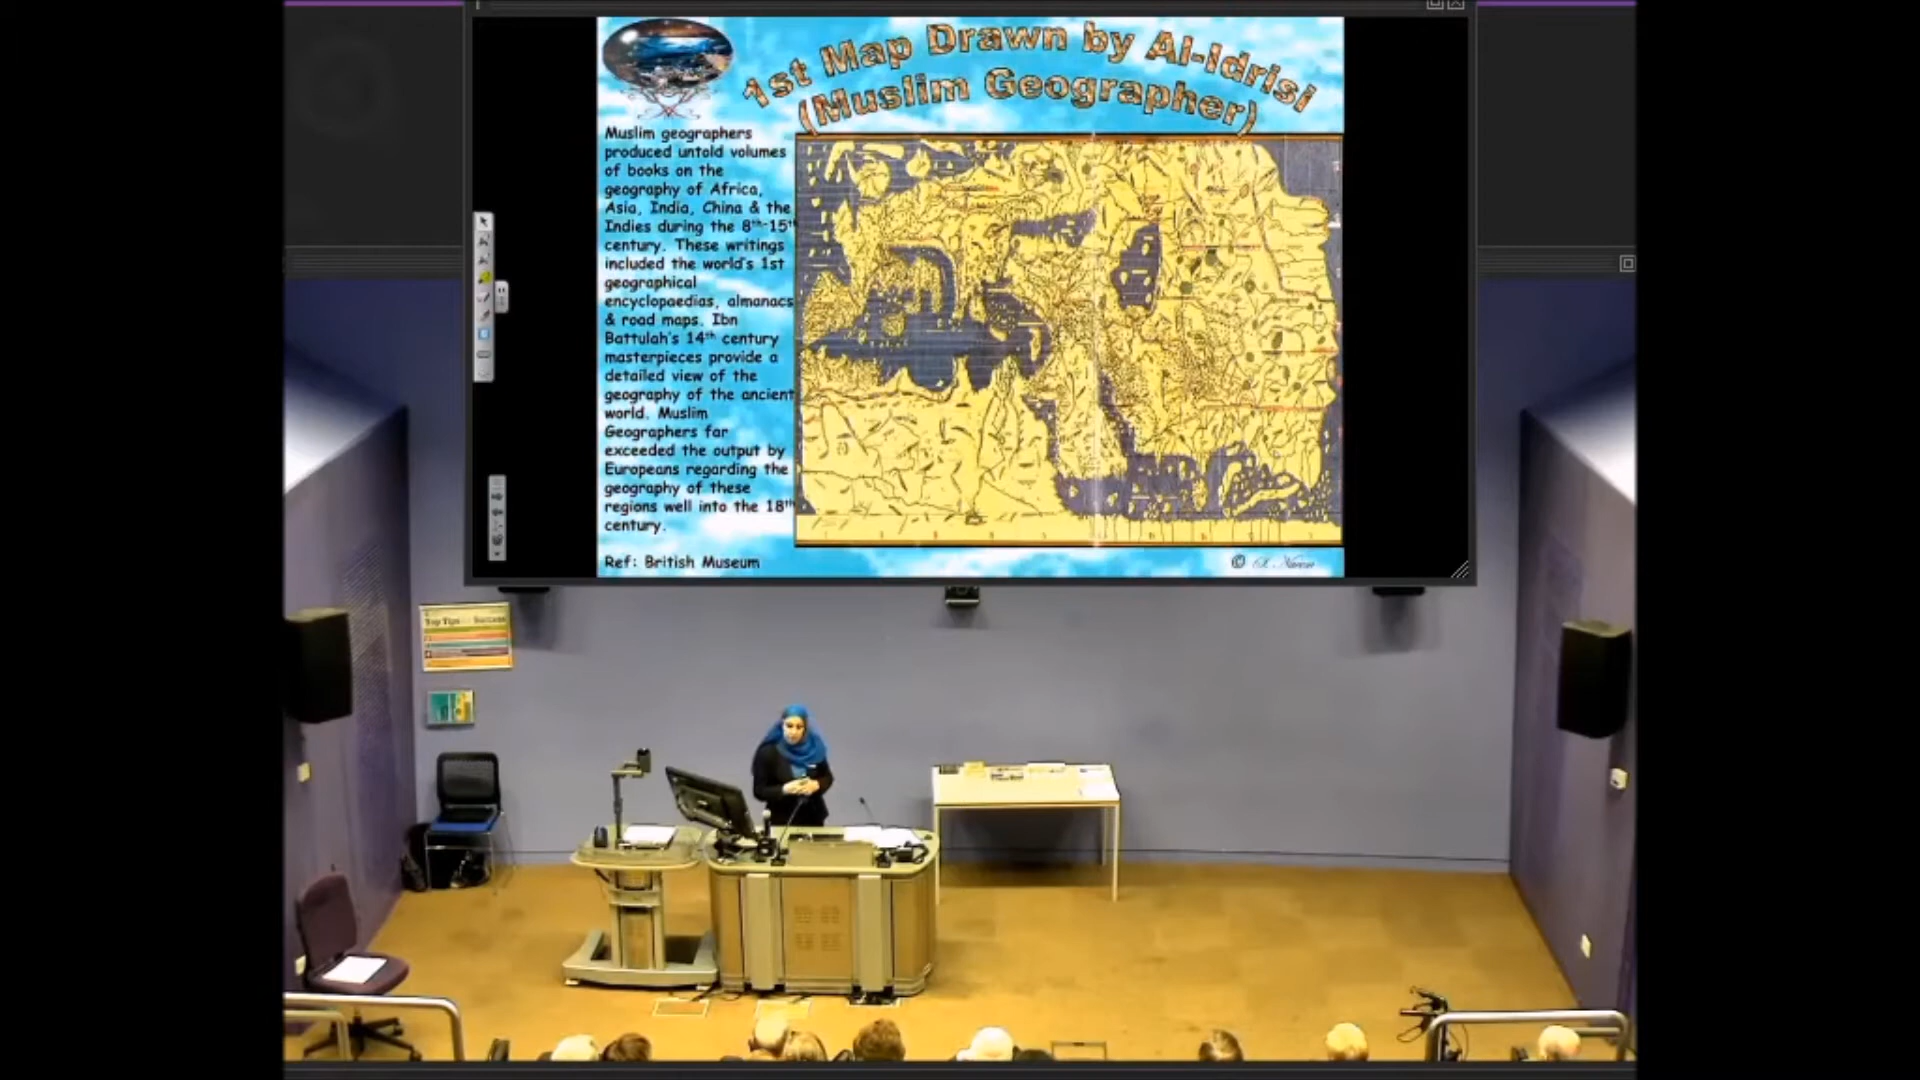 1st Map Drawn by Al-Idrisi
(Muslim Geographer)
Muslim geographers
produced untold volumes
of books on the
geography of Africa,
Asia, India, China & the
Indies during the 8th-15th
century. These writings
included the world's 1st
geographical
encyclopaedias, almanacs
& road maps. Ibn
Battulah's 14th century
masterpieces provide a
detailed view of the
geography of the ancient
world. Muslim
Geographers far
exceeded the output by
Europeans regarding the
geography of these
regions well into the 18th
century.
Ref: British Museum
©
Top Tips Success